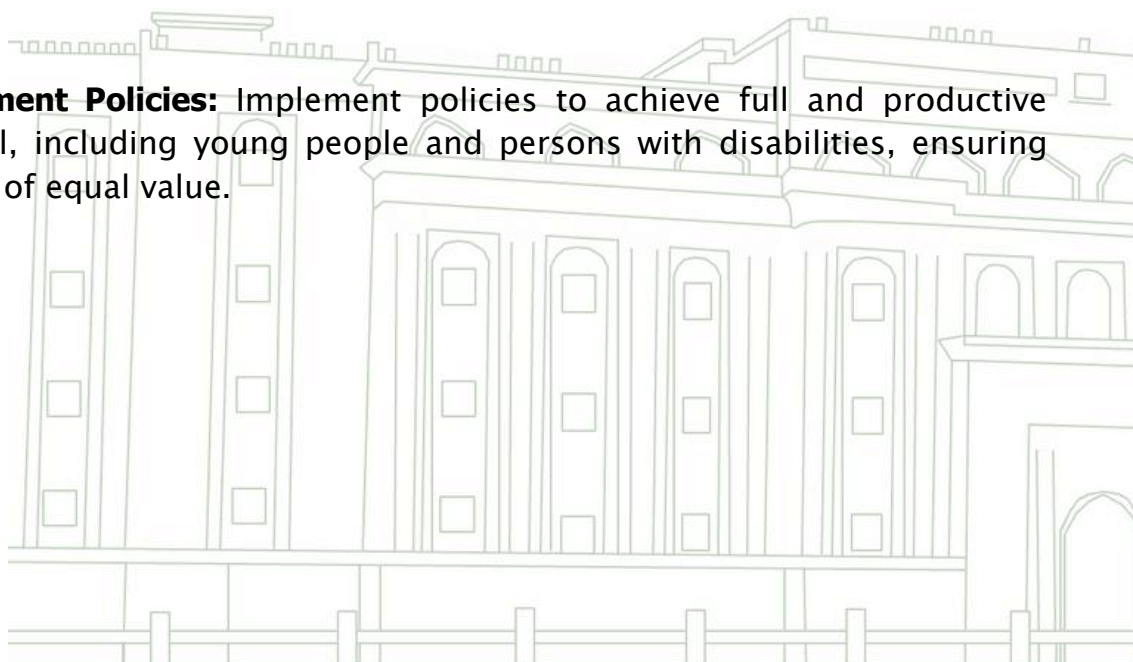 ment Policies: Implement policies to achieve full and productive
l, including young people and persons with disabilities, ensuring
of equal value.